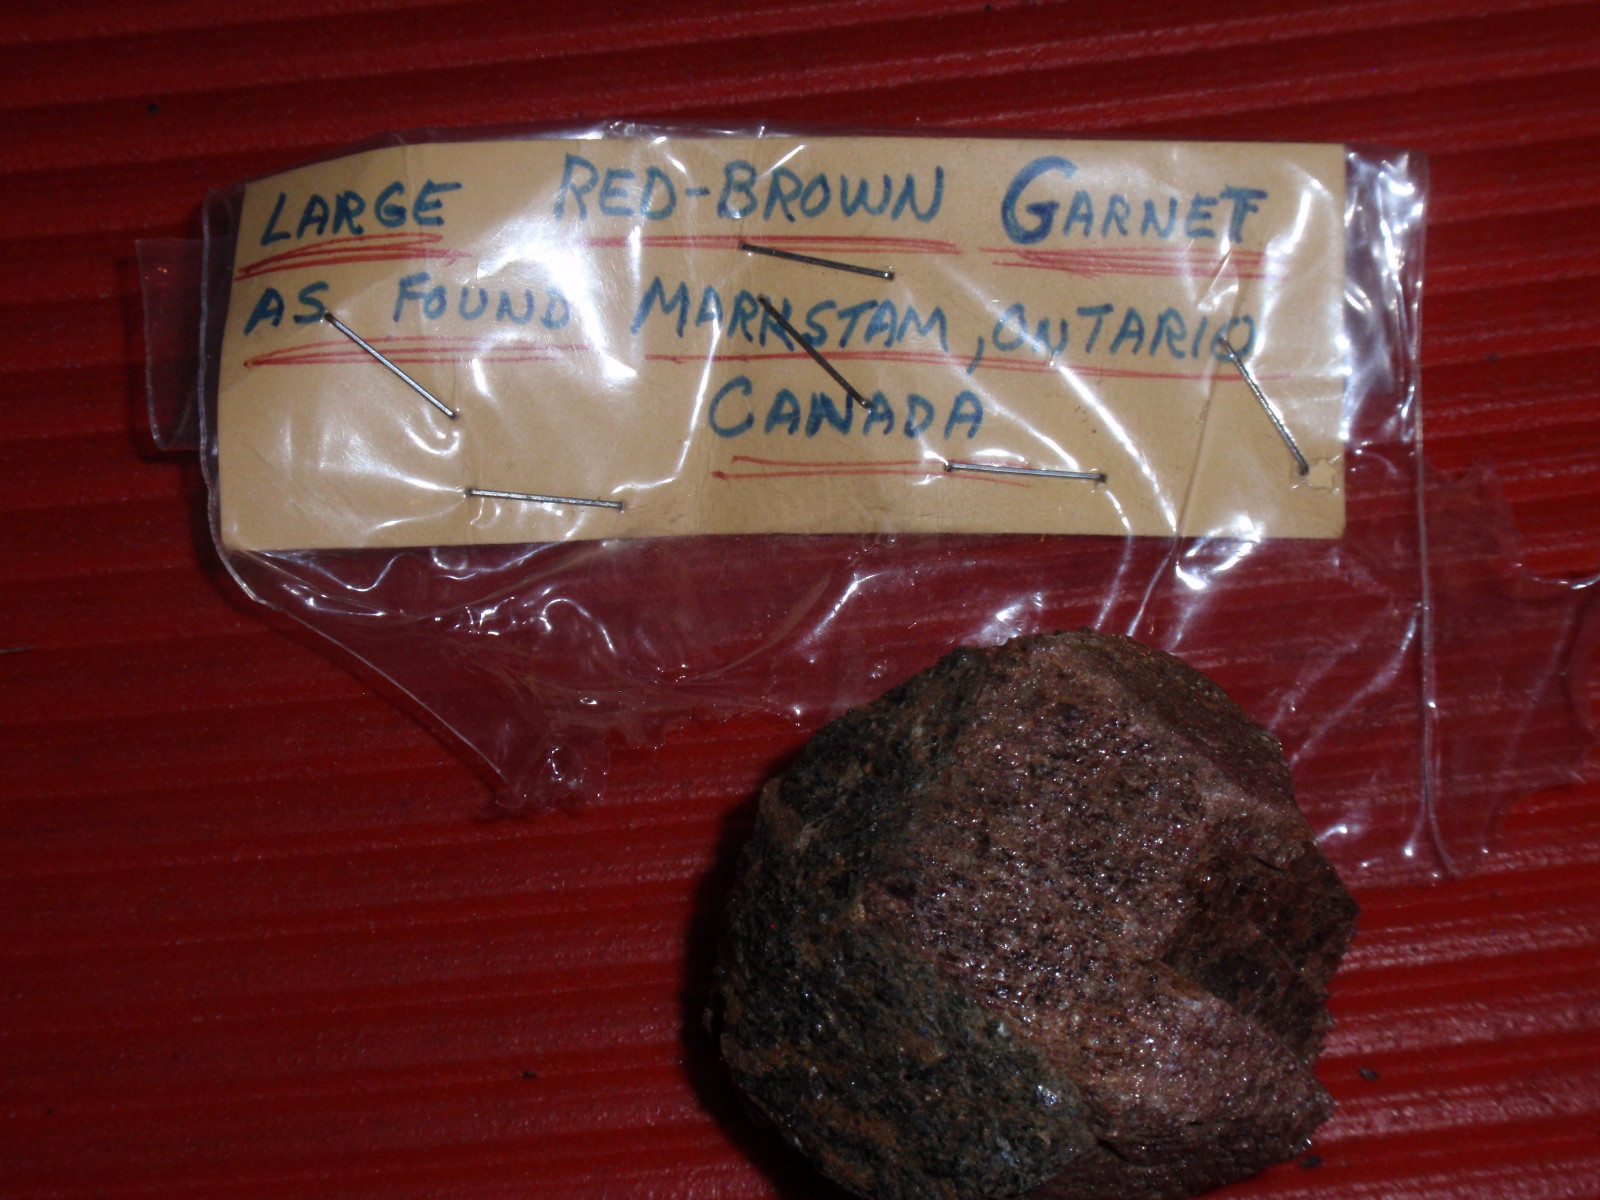 LARGE RED-BROWN GARNET
AS FOUND MARKSTAM, ONTARIO
CANADA